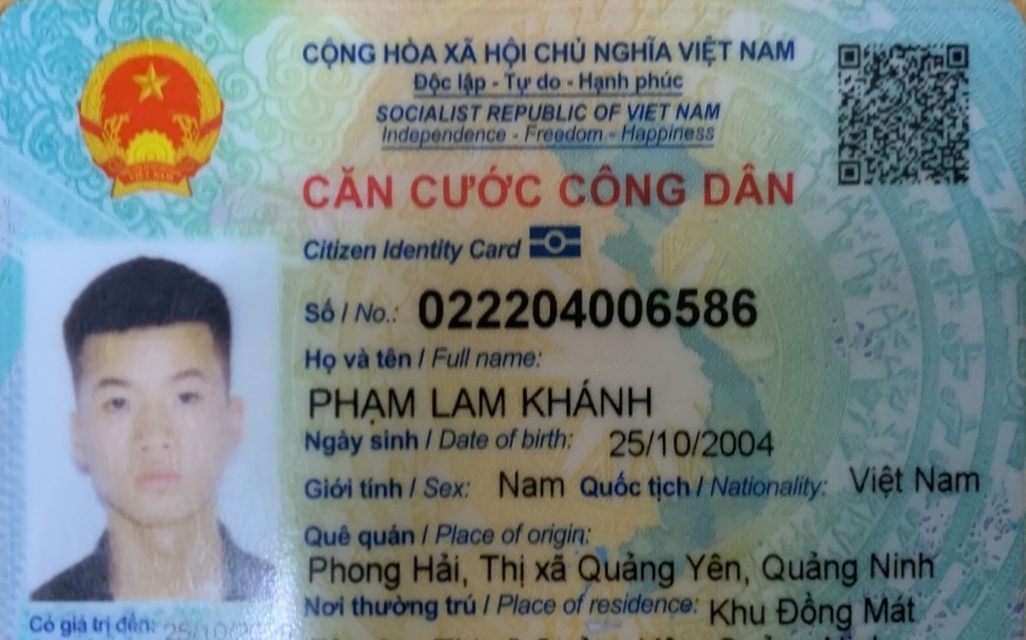 CỘNG HÒA XÃ HỘI CHỦ NGHĨA VIỆT NAM
Độc lập - Tự do - Hạnh phúc
SOCIALIST REPUBLIC OF VIET NAM
Independence - Freedom - Happiness
CĂN CƯỚC CÔNG DÂN
Citizen Identity Card
Số / No.: 022204006586
Họ và tên / Full name:
PHẠM LAM KHÁNH
Ngày sinh / Date of birth: 25/10/2004
Giới tính / Sex: Nam Quốc tịch / Nationality: Việt Nam
Quê quán / Place of origin:
Phong Hải, Thị xã Quảng Yên, Quảng Ninh
Nơi thường trú / Place of residence: Khu Đồng Mát
Có giá trị đến: